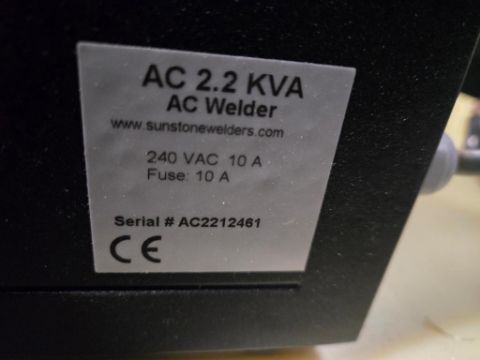 AC 2.2 KVA
AC Welder
www.sunstonewelders.com
240 VAC 10 A
Fuse: 10 A
Serial # AC2212461
CE